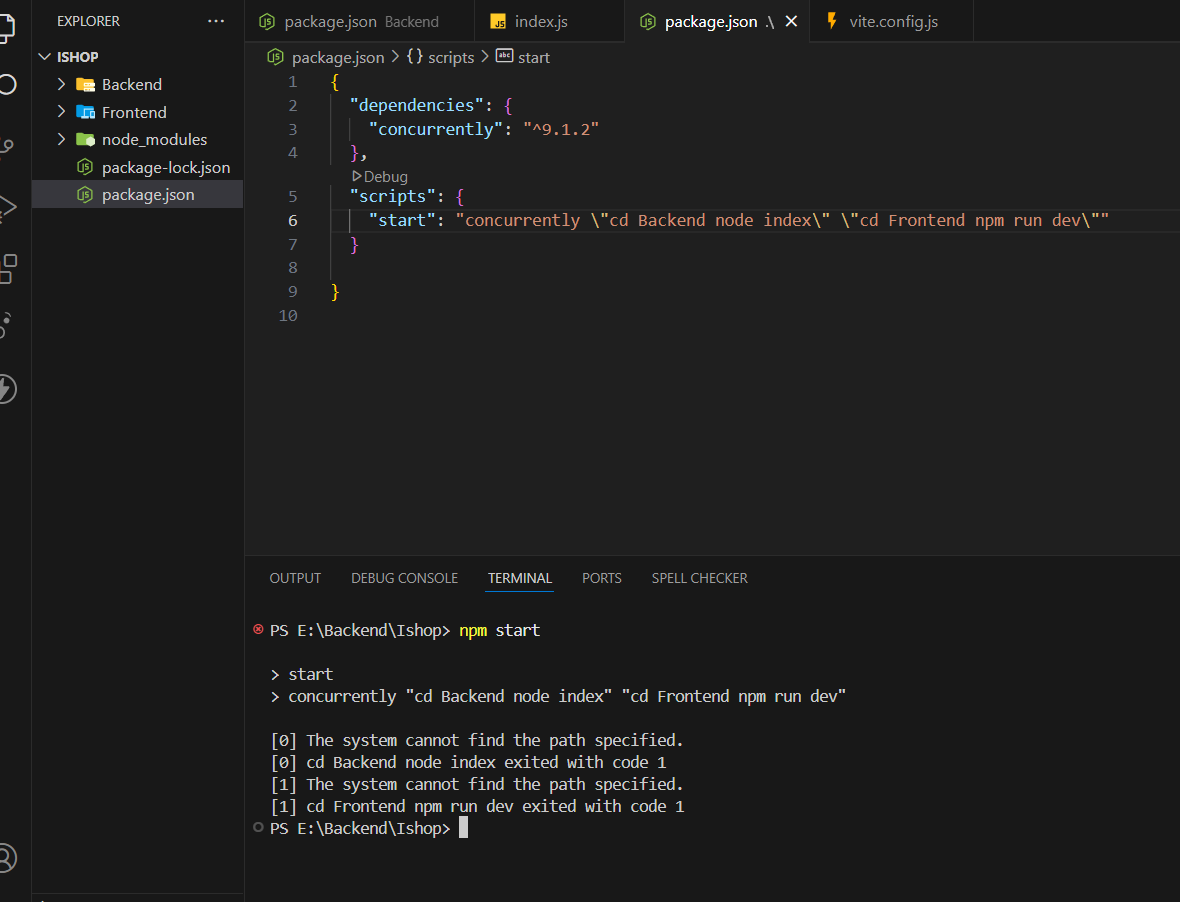 EXPLORER ...
ISHOP
Backend
Frontend
node_modules
package-lock.json
package.json
package.json Backend
index.js
package.json .\
vite.config.js
package.json > {} scripts > abc start
1 {
2 "dependencies": {
3 "concurrently": "^9.1.2"
4 },
Debug
5 "scripts": {
6 "start": "concurrently \"cd Backend node index\" \"cd Frontend npm run dev\""
7 }
8
9 }
10
OUTPUT DEBUG CONSOLE TERMINAL PORTS SPELL CHECKER
PS E:\Backend\Ishop> npm start
> start
> concurrently "cd Backend node index" "cd Frontend npm run dev"
[0] The system cannot find the path specified.
[0] cd Backend node index exited with code 1
[1] The system cannot find the path specified.
[1] cd Frontend npm run dev exited with code 1
PS E:\Backend\Ishop>